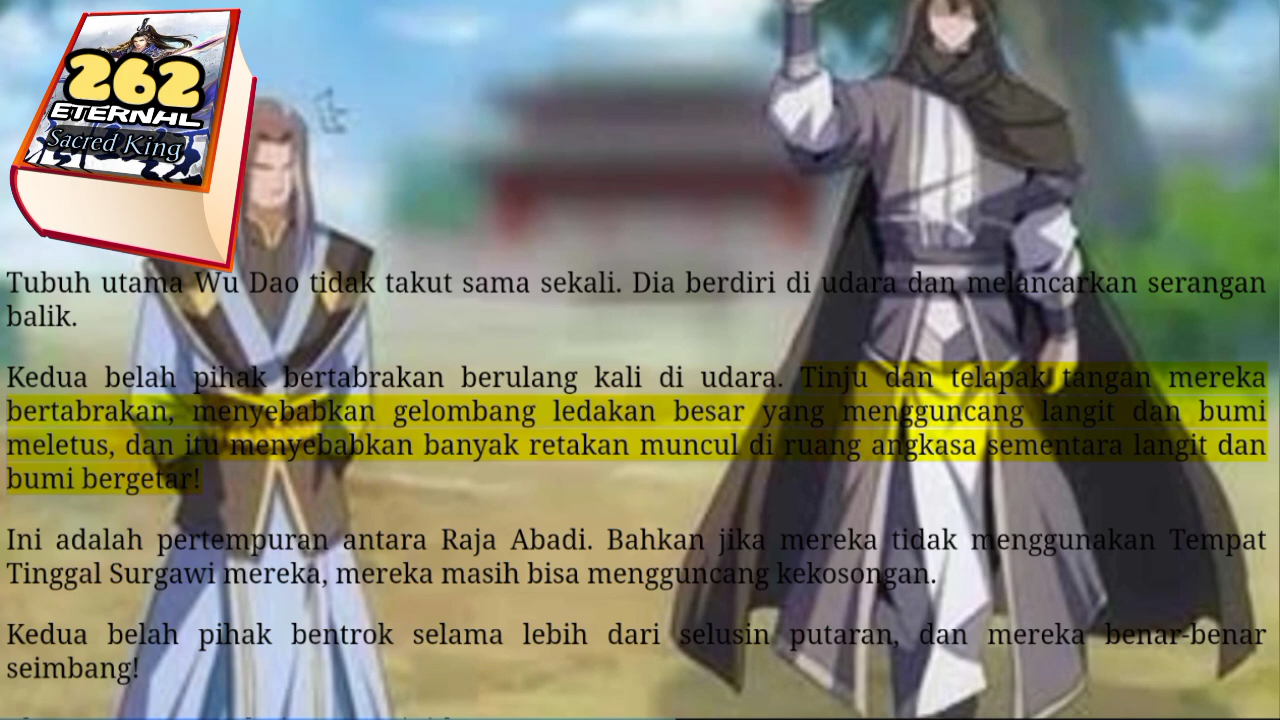 262
ETERNAL
Sacred King
Tubuh utama Wu Dao tidak takut sama sekali. Dia berdiri di udara dan melancarkan serangan
balik.
Kedua belah pihak bertabrakan berulang kali di udara. Tinju dan telapak tangan mereka
bertabrakan, menyebabkan gelombang ledakan besar yang mengguncang langit dan bumi
meletus, dan itu menyebabkan banyak retakan muncul di ruang angkasa sementara langit dan
bumi bergetar!
Ini adalah pertempuran antara Raja Abadi. Bahkan jika mereka tidak menggunakan Tempat
Tinggal Surgawi mereka, mereka masih bisa mengguncang kekosongan.
Kedua belah pihak bentrok selama lebih dari selusin putaran, dan mereka benar-benar
seimbang!